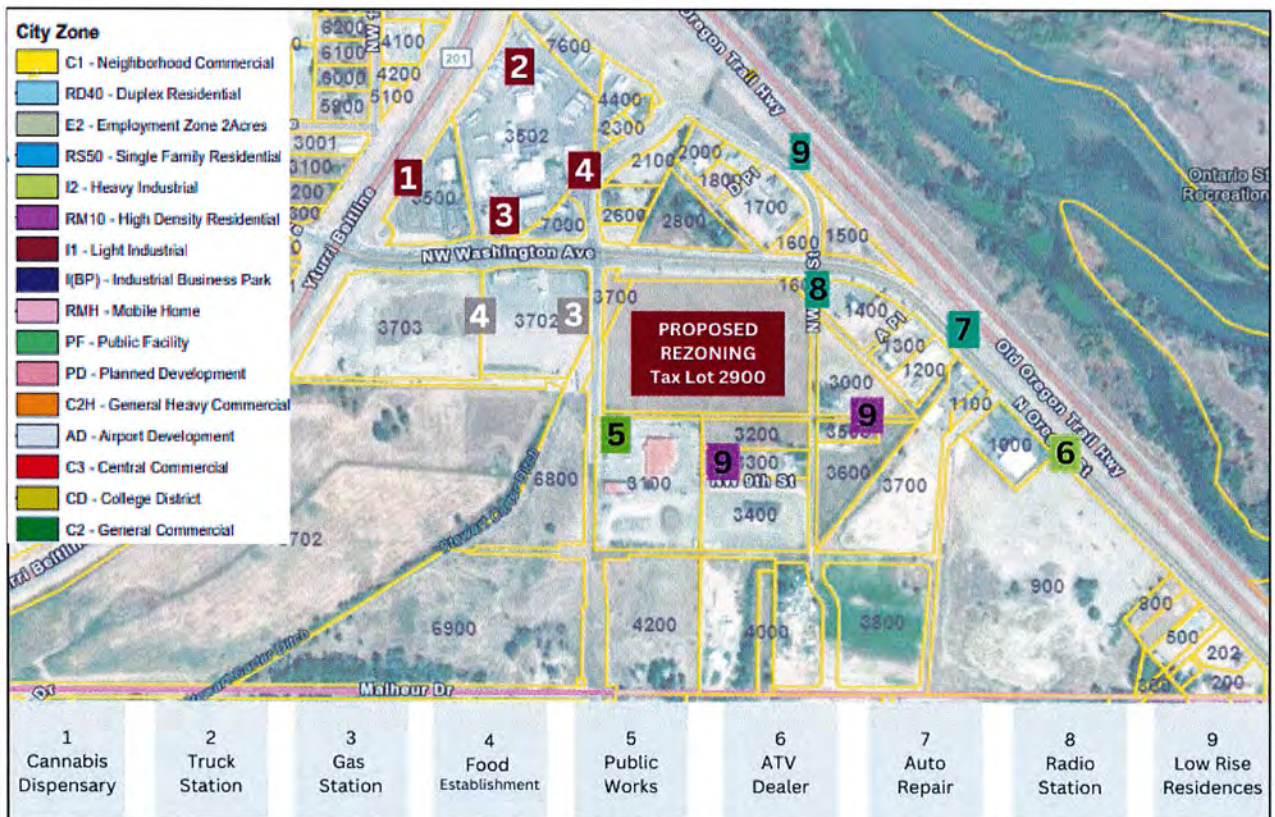 City Zone
C1 - Neighborhood Commercial
RD40 - Duplex Residential
E2 - Employment Zone 2Acres
RS50 - Single Family Residential
I2 - Heavy Industrial
RM10 - High Density Residential
I1 - Light Industrial
I(BP) - Industrial Business Park
RMH - Mobile Home
PF - Public Facility
PD - Planned Development
C2H - General Heavy Commercial
AD - Airport Development
C3 - Central Commercial
CD - College District
C2 - General Commercial
6200
6100
6000
5900
4100
4200
5100
3001
3100
201
7600
2
3502
4400
2300
2100
2000
1800
D Pl
1700
2600
2800
1600
1500
1
3500
3
4
7000
9
Oregon Trail Hwy
Ontario St
Recreation
Yturri Beltline
NW Washington Ave
3703
4
3702
3
3700
PROPOSED
REZONING
Tax Lot 2900
8
1400
A Pl
1300
1200
7
Old Oregon Trail Hwy
3000
9
1100
1000
6
5
3100
3200
9
3300
NW 9th St
3400
3600
3700
6800
6900
4200
4000
3800
900
800
500
202
200
Malheur Dr
Dr
1
Cannabis
Dispensary
2
Truck
Station
3
Gas
Station
4
Food
Establishment
5
Public
Works
6
ATV
Dealer
7
Auto
Repair
8
Radio
Station
9
Low Rise
Residences